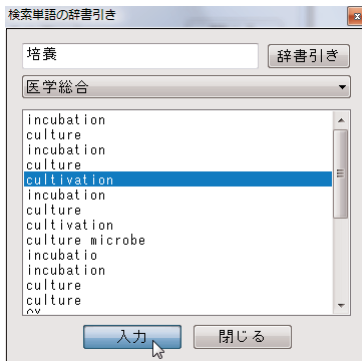 検索単語の辞書引き
培養
辞書引き
医学総合
incubation
culture
incubation
culture
cultivation
incubation
culture
cultivation
culture microbe
incubatio
incubation
culture
culture
入力
閉じる